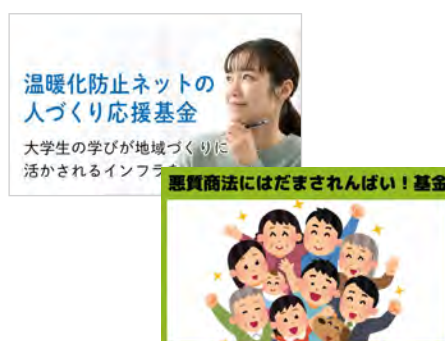 温暖化防止ネットの
人づくり応援基金
大学生の学びが地域づくりに
活かされるインフラ
悪質商法にはだまされんばい！基金